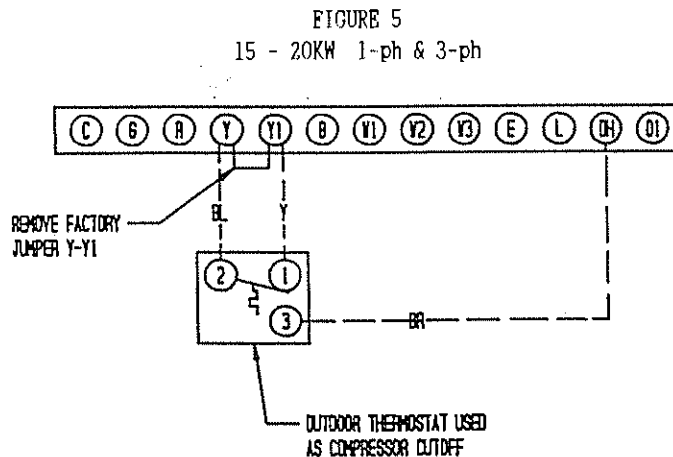 FIGURE 5
15 - 20KW 1-ph & 3-ph
C G R Y Y1 B W1 W2 W3 E L OH O1
REMOVE FACTORY
JUMPER Y-Y1
BL Y
2 1
3
BR
OUTDOOR THERMOSTAT USED
AS COMPRESSOR CUTOFF